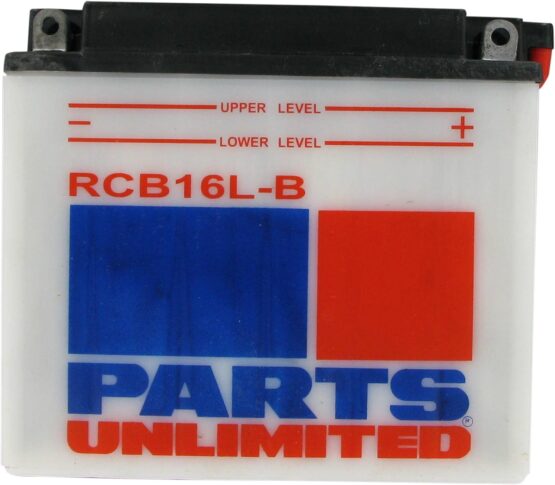 UPPER LEVEL
- +
LOWER LEVEL
RCB16L-B
PARTS
UNLIMITED®